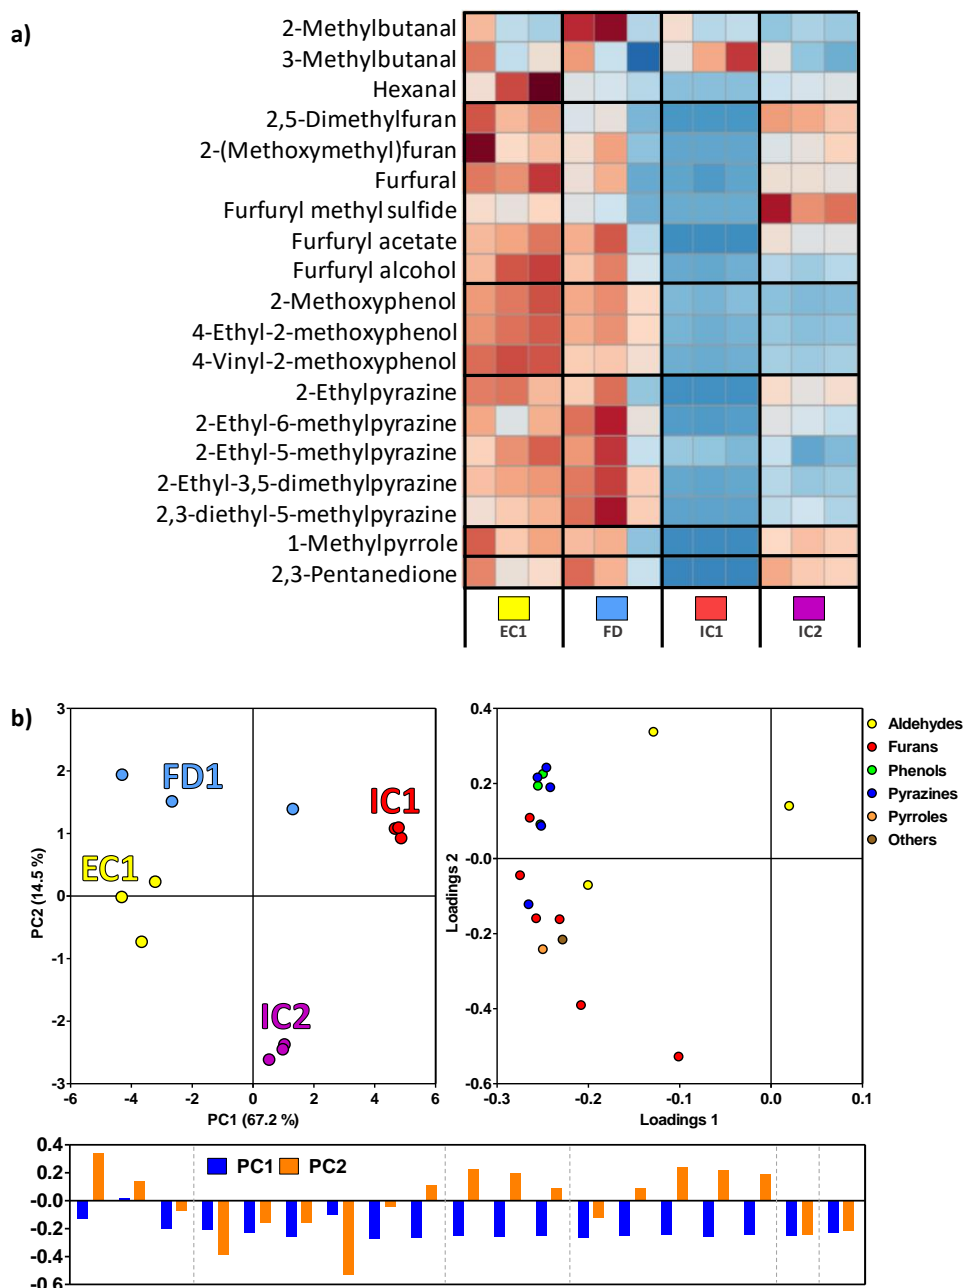 a)
2-Methylbutanal
3-Methylbutanal
Hexanal
2,5-Dimethylfuran
2-(Methoxymethyl)furan
Furfural
Furfuryl methyl sulfide
Furfuryl acetate
Furfuryl alcohol
2-Methoxyphenol
4-Ethyl-2-methoxyphenol
4-Vinyl-2-methoxyphenol
2-Ethylpyrazine
2-Ethyl-6-methylpyrazine
2-Ethyl-5-methylpyrazine
2-Ethyl-3,5-dimethylpyrazine
2,3-diethyl-5-methylpyrazine
1-Methylpyrrole
2,3-Pentanedione
EC1 FD IC1 IC2
b)
3
2
1
0
-1
-2
-3
PC2 (14.5 %)
FD1
IC1
EC1
IC2
-6 -4 -2 0 2 4 6
PC1 (67.2 %)
0.4
0.2
-0.0
-0.2
-0.4
-0.6
Loadings 2
-0.3 -0.2 -0.1 0.0 0.1
Loadings 1
Aldehydes
Furans
Phenols
Pyrazines
Pyrroles
Others
0.4
0.2
-0.0
-0.2
-0.4
-0.6
PC1 PC2